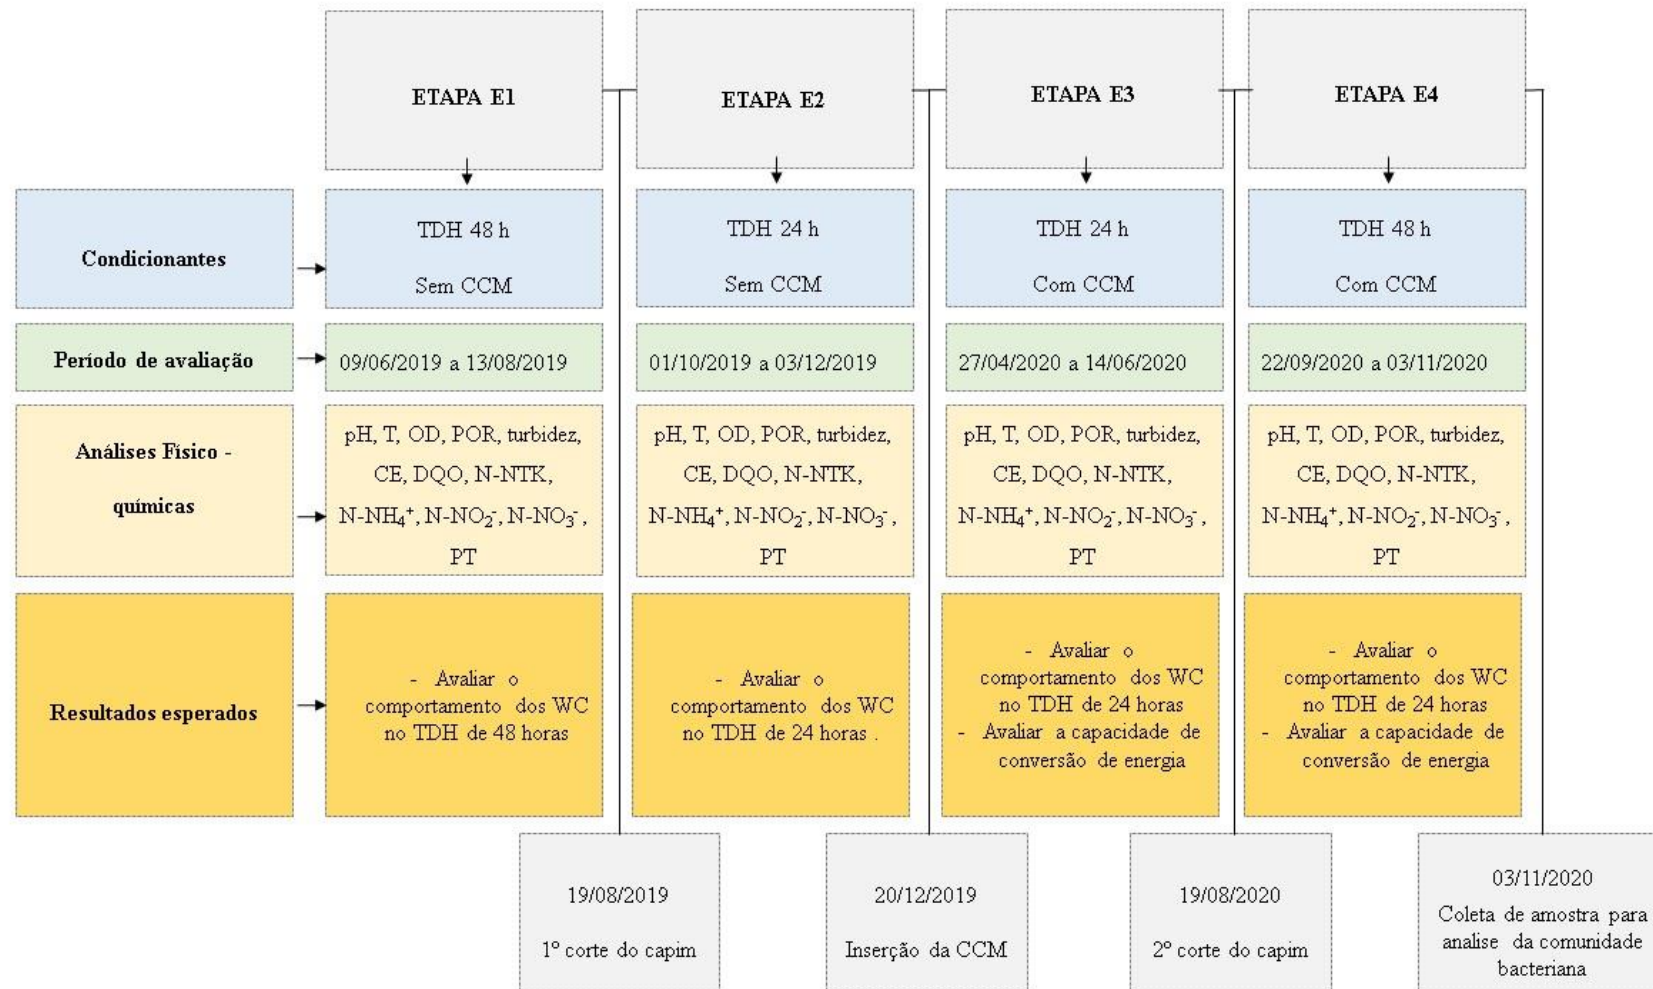 ETAPA E1
ETAPA E2
ETAPA E3
ETAPA E4
Condicionantes
TDH 48 h
Sem CCM
TDH 24 h
Sem CCM
TDH 24 h
Com CCM
TDH 48 h
Com CCM
Período de avaliação
09/06/2019 a 13/08/2019
01/10/2019 a 03/12/2019
27/04/2020 a 14/06/2020
22/09/2020 a 03/11/2020
Análises Físico -
químicas
pH, T, OD, POR, turbidez,
CE, DQO, N-NTK,
N-NH₄⁺, N-NO₂⁻, N-NO₃⁻,
PT
pH, T, OD, POR, turbidez,
CE, DQO, N-NTK,
N-NH₄⁺, N-NO₂⁻, N-NO₃⁻,
PT
pH, T, OD, POR, turbidez,
CE, DQO, N-NTK,
N-NH₄⁺, N-NO₂⁻, N-NO₃⁻,
PT
pH, T, OD, POR, turbidez,
CE, DQO, N-NTK,
N-NH₄⁺, N-NO₂⁻, N-NO₃⁻,
PT
Resultados esperados
- Avaliar o
comportamento dos WC
no TDH de 48 horas
- Avaliar o
comportamento dos WC
no TDH de 24 horas .
- Avaliar o
comportamento dos WC
no TDH de 24 horas
- Avaliar a capacidade de
conversão de energia
- Avaliar o
comportamento dos WC
no TDH de 24 horas
- Avaliar a capacidade de
conversão de energia
19/08/2019
1º corte do capim
20/12/2019
Inserção da CCM
19/08/2020
2º corte do capim
03/11/2020
Coleta de amostra para
analise da comunidade
bacteriana